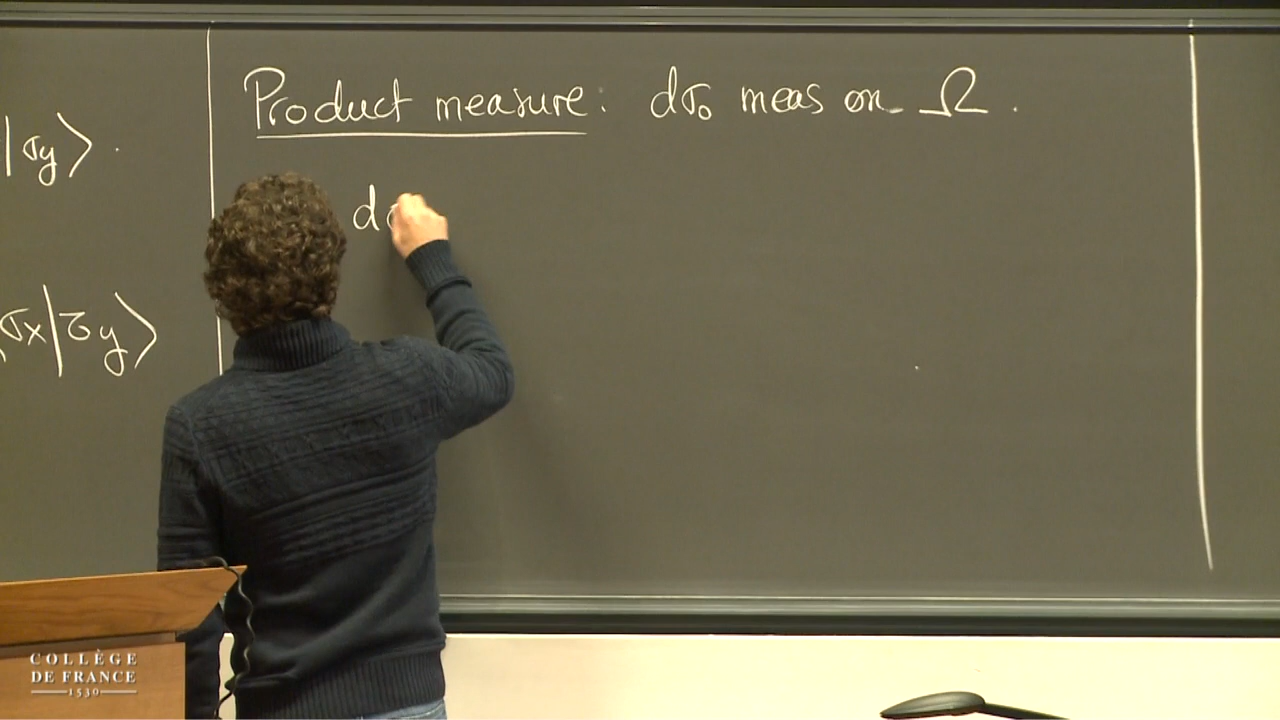 |σy⟩.
σx|σy⟩
Product measure: dσ₀ meas on Ω.
d
COLLÈGE
DE FRANCE
1530